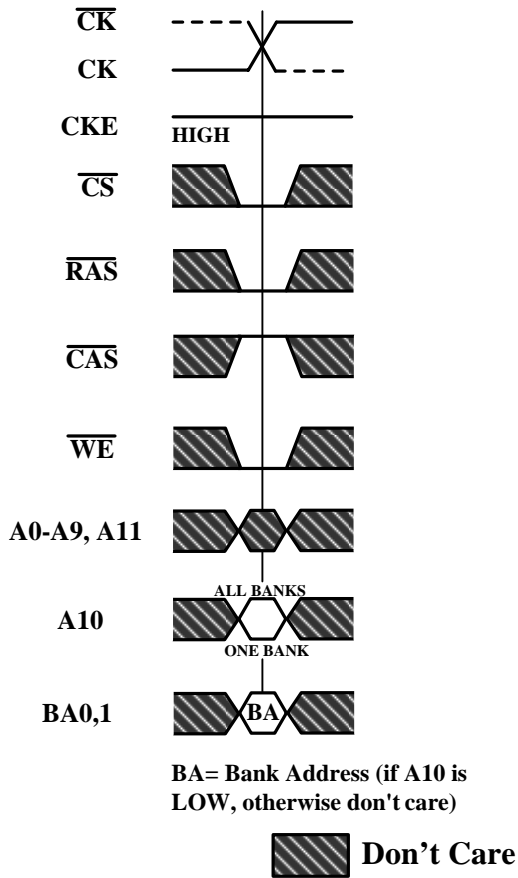 CK
CK
CKE
HIGH
CS
RAS
CAS
WE
A0-A9, A11
ALL BANKS
A10
ONE BANK
BA0,1
BA
BA= Bank Address (if A10 is
LOW, otherwise don't care)
Don't Care